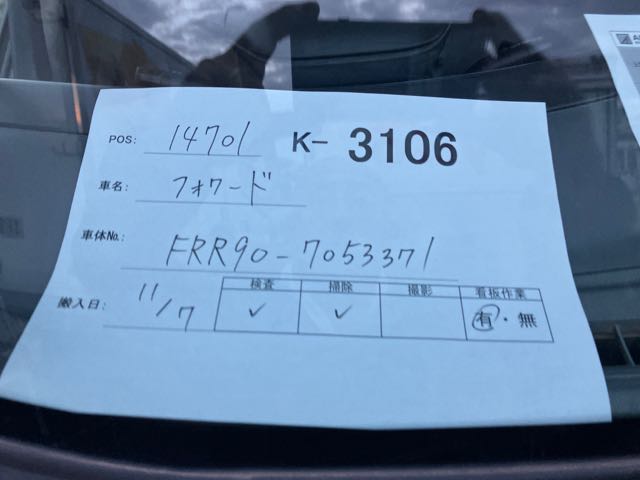 POS: 14701 K- 3106
車名: フォワード
車体No.: FRR90-7053371
搬入日: 11/7
検査 掃除 撮影 看板作業
✓ ✓ 有・無